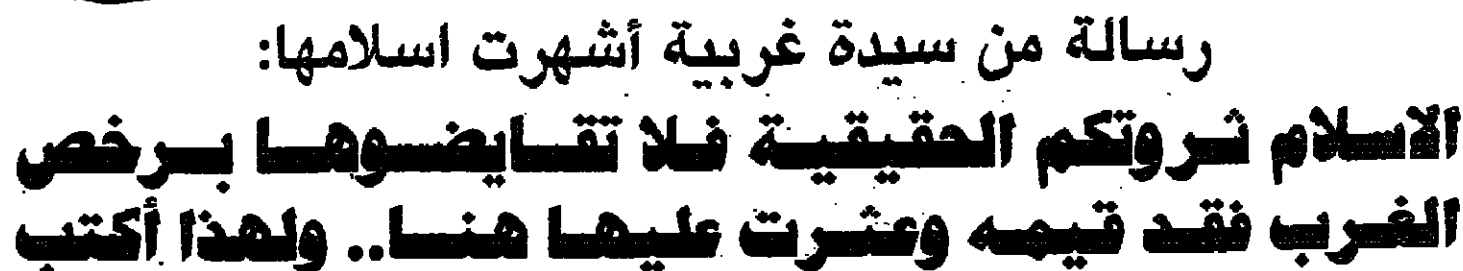 رسالة من سيدة غربية أشهرت اسلامها:
الاسلام ثروتكم الحقيقية فلا تقايضوها برخص
الغرب فقد قيمه وعثرت عليها هنا.. ولهذا أكتب